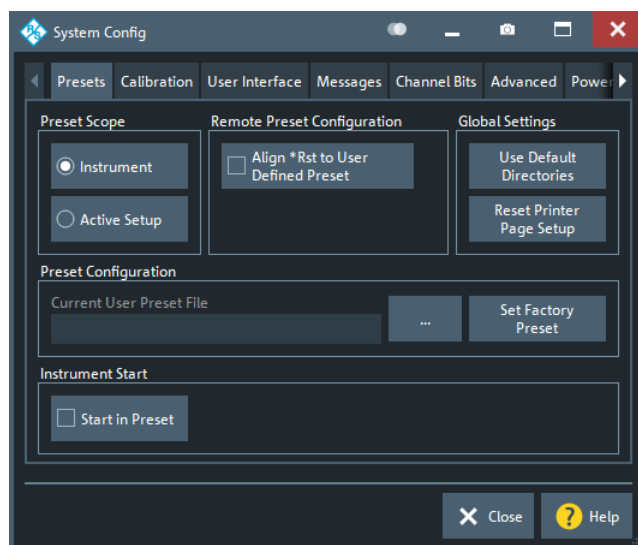 R&S System Config
Presets Calibration User Interface Messages Channel Bits Advanced Power
Preset Scope
Instrument
Active Setup
Remote Preset Configuration
Align *Rst to User
Defined Preset
Global Settings
Use Default
Directories
Reset Printer
Page Setup
Preset Configuration
Current User Preset File
...
Set Factory
Preset
Instrument Start
Start in Preset
Close
? Help